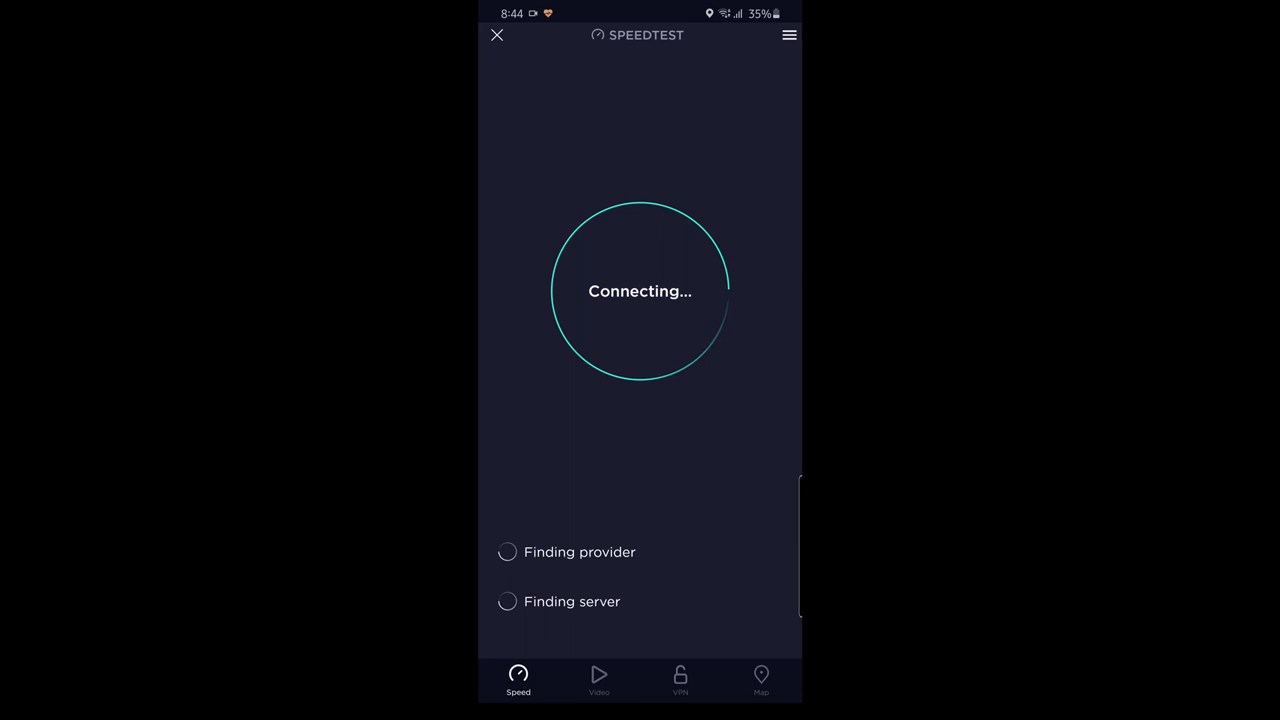 8:44 35%
SPEEDTEST
Connecting...
Finding provider
Finding server
Speed Video VPN Map